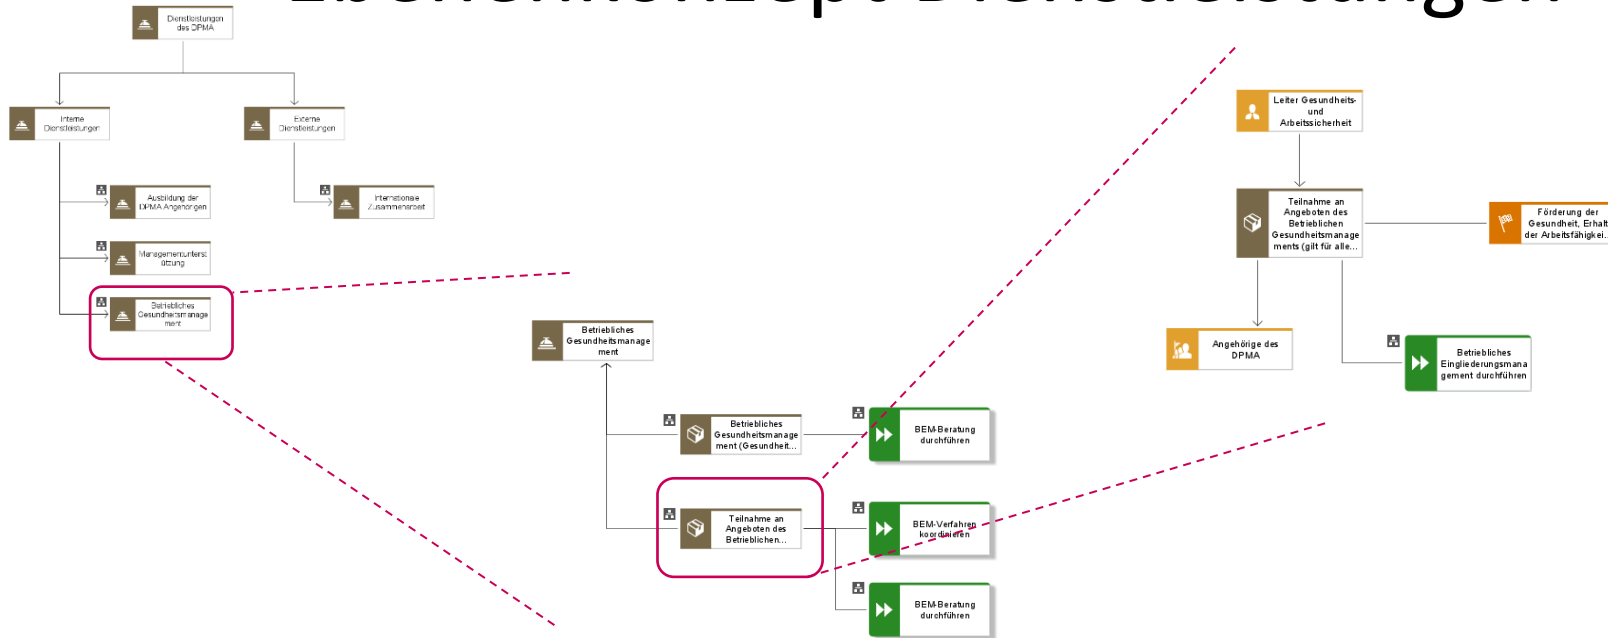 Ebenenkonzept Dienstleistungen
Dienstleistungen
des DPMA
Interne
Dienstleistungen
Externe
Dienstleistungen
Ausbildung der
DPMA Angehörigen
Internationale
Zusammenarbeit
Managementunterst
ützung
Betriebliches
Gesundheitsmanage
ment
Betriebliches
Gesundheitsmanage
ment
Betriebliches
Gesundheitsmanage
ment (Gesundheit...
BEM-Beratung
durchführen
Teilnahme an
Angeboten des
Betrieblichen...
BEM-Verfahren
koordinieren
BEM-Beratung
durchführen
Leiter Gesundheits-
und
Arbeitssicherheit
Teilnahme an
Angeboten des
Betrieblichen
Gesundheitsmanage
ments (gilt für alle...
Förderung der
Gesundheit, Erhalt
der Arbeitsfähigkei...
Angehörige des
DPMA
Betriebliches
Eingliederungsmana
gement durchführen